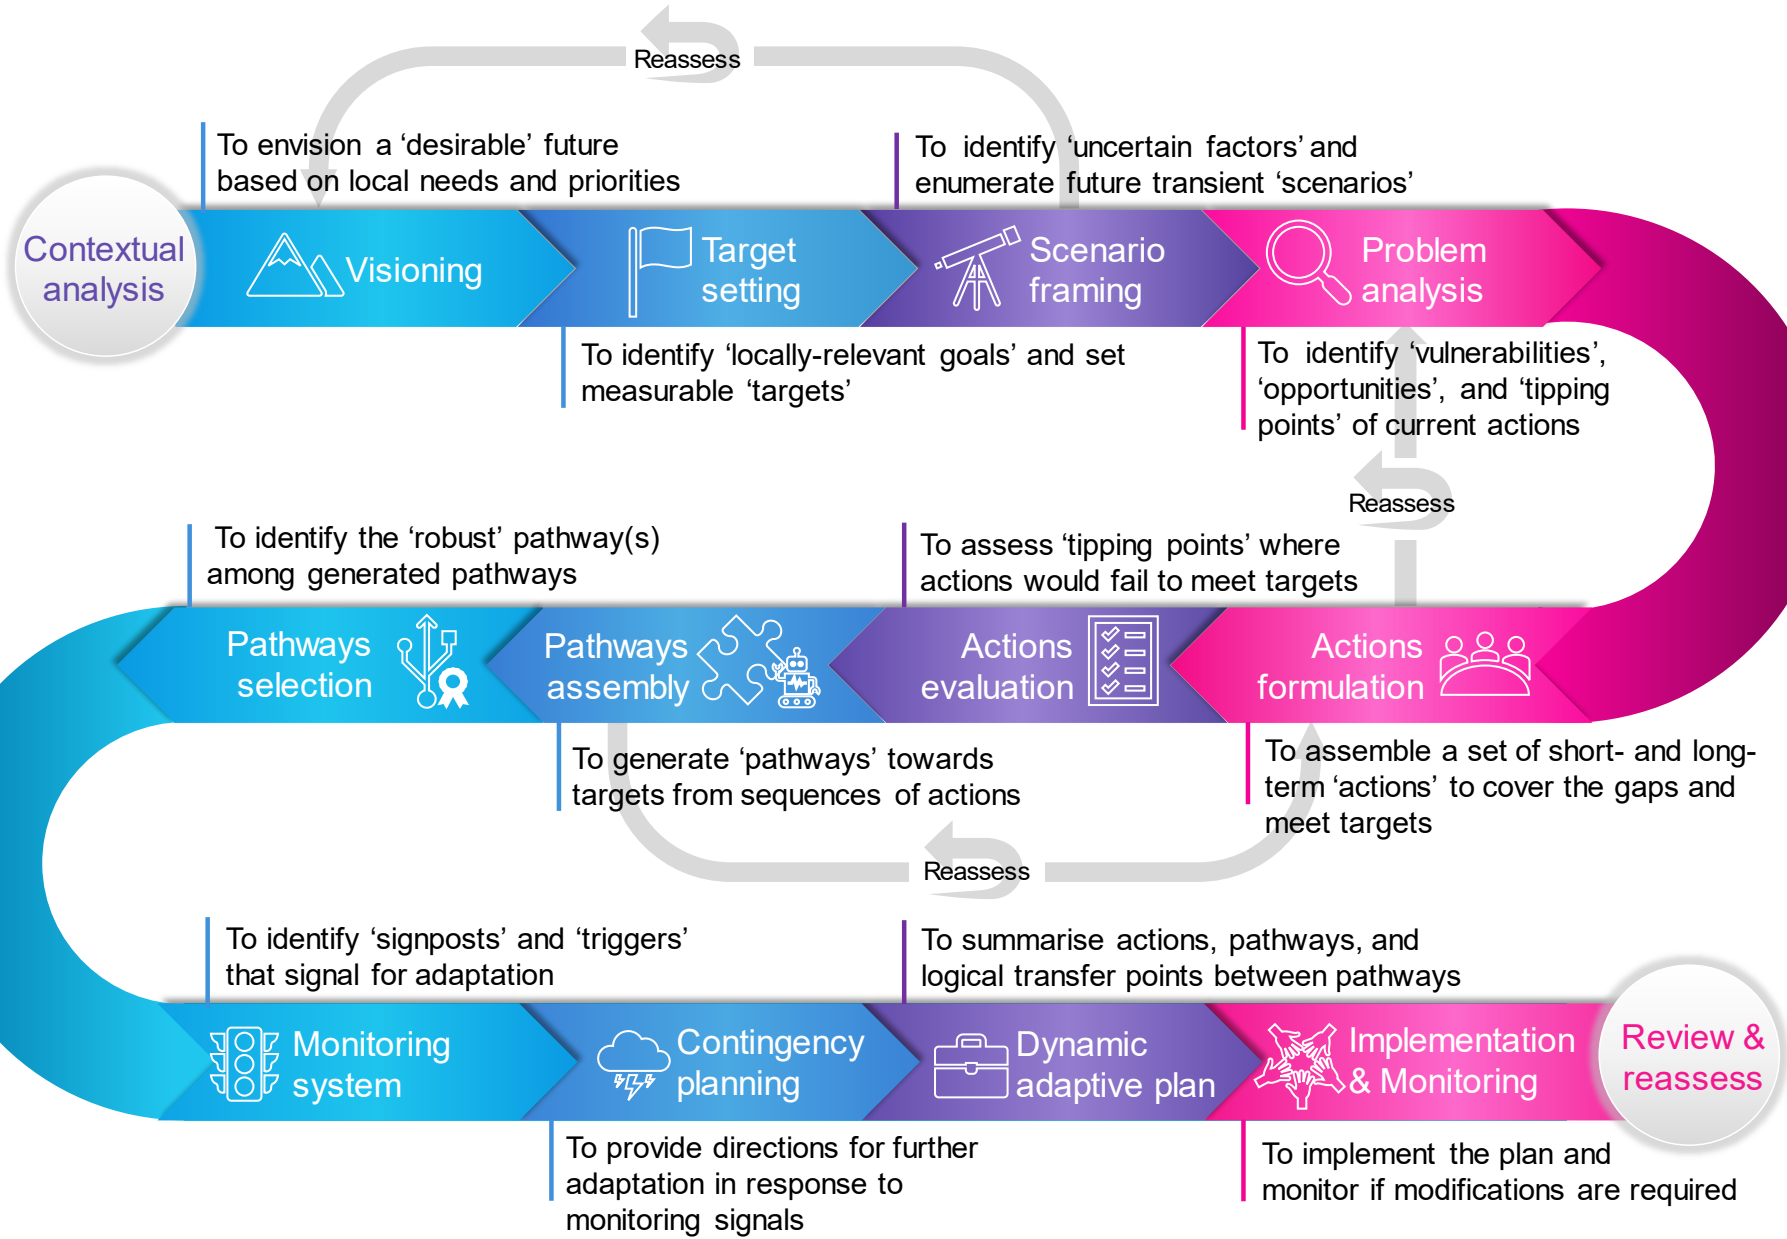 Reassess
To envision a ‘desirable’ future
based on local needs and priorities
To identify ‘uncertain factors’ and
enumerate future transient ‘scenarios’
Contextual
analysis
Visioning
Target
setting
Scenario
framing
Problem
analysis
To identify ‘locally-relevant goals’ and set
measurable ‘targets’
To identify ‘vulnerabilities’,
‘opportunities’, and ‘tipping
points’ of current actions
Reassess
To identify the ‘robust’ pathway(s)
among generated pathways
To assess ‘tipping points’ where
actions would fail to meet targets
Pathways
selection
Pathways
assembly
Actions
evaluation
Actions
formulation
To generate ‘pathways’ towards
targets from sequences of actions
To assemble a set of short- and long-
term ‘actions’ to cover the gaps and
meet targets
Reassess
To identify ‘signposts’ and ‘triggers’
that signal for adaptation
To summarise actions, pathways, and
logical transfer points between pathways
Monitoring
system
Contingency
planning
Dynamic
adaptive plan
Implementation
& Monitoring
Review &
reassess
To provide directions for further
adaptation in response to
monitoring signals
To implement the plan and
monitor if modifications are required